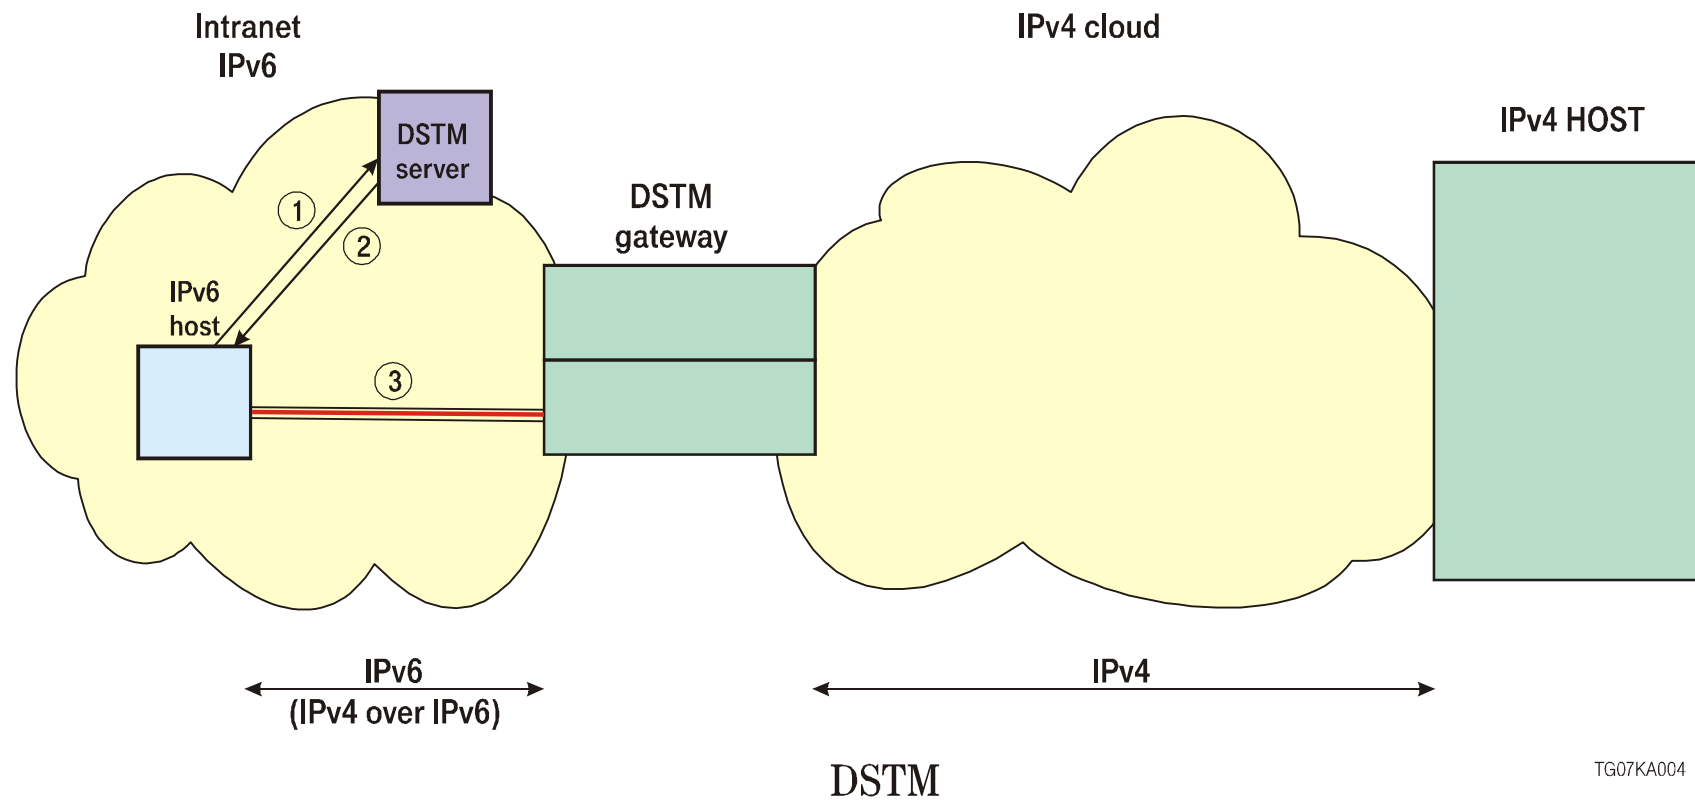 Intranet
IPv6
IPv4 cloud
IPv4 HOST
DSTM
server
DSTM
gateway
1
2
IPv6
host
3
IPv6
(IPv4 over IPv6)
IPv4
DSTM
TG07KA004